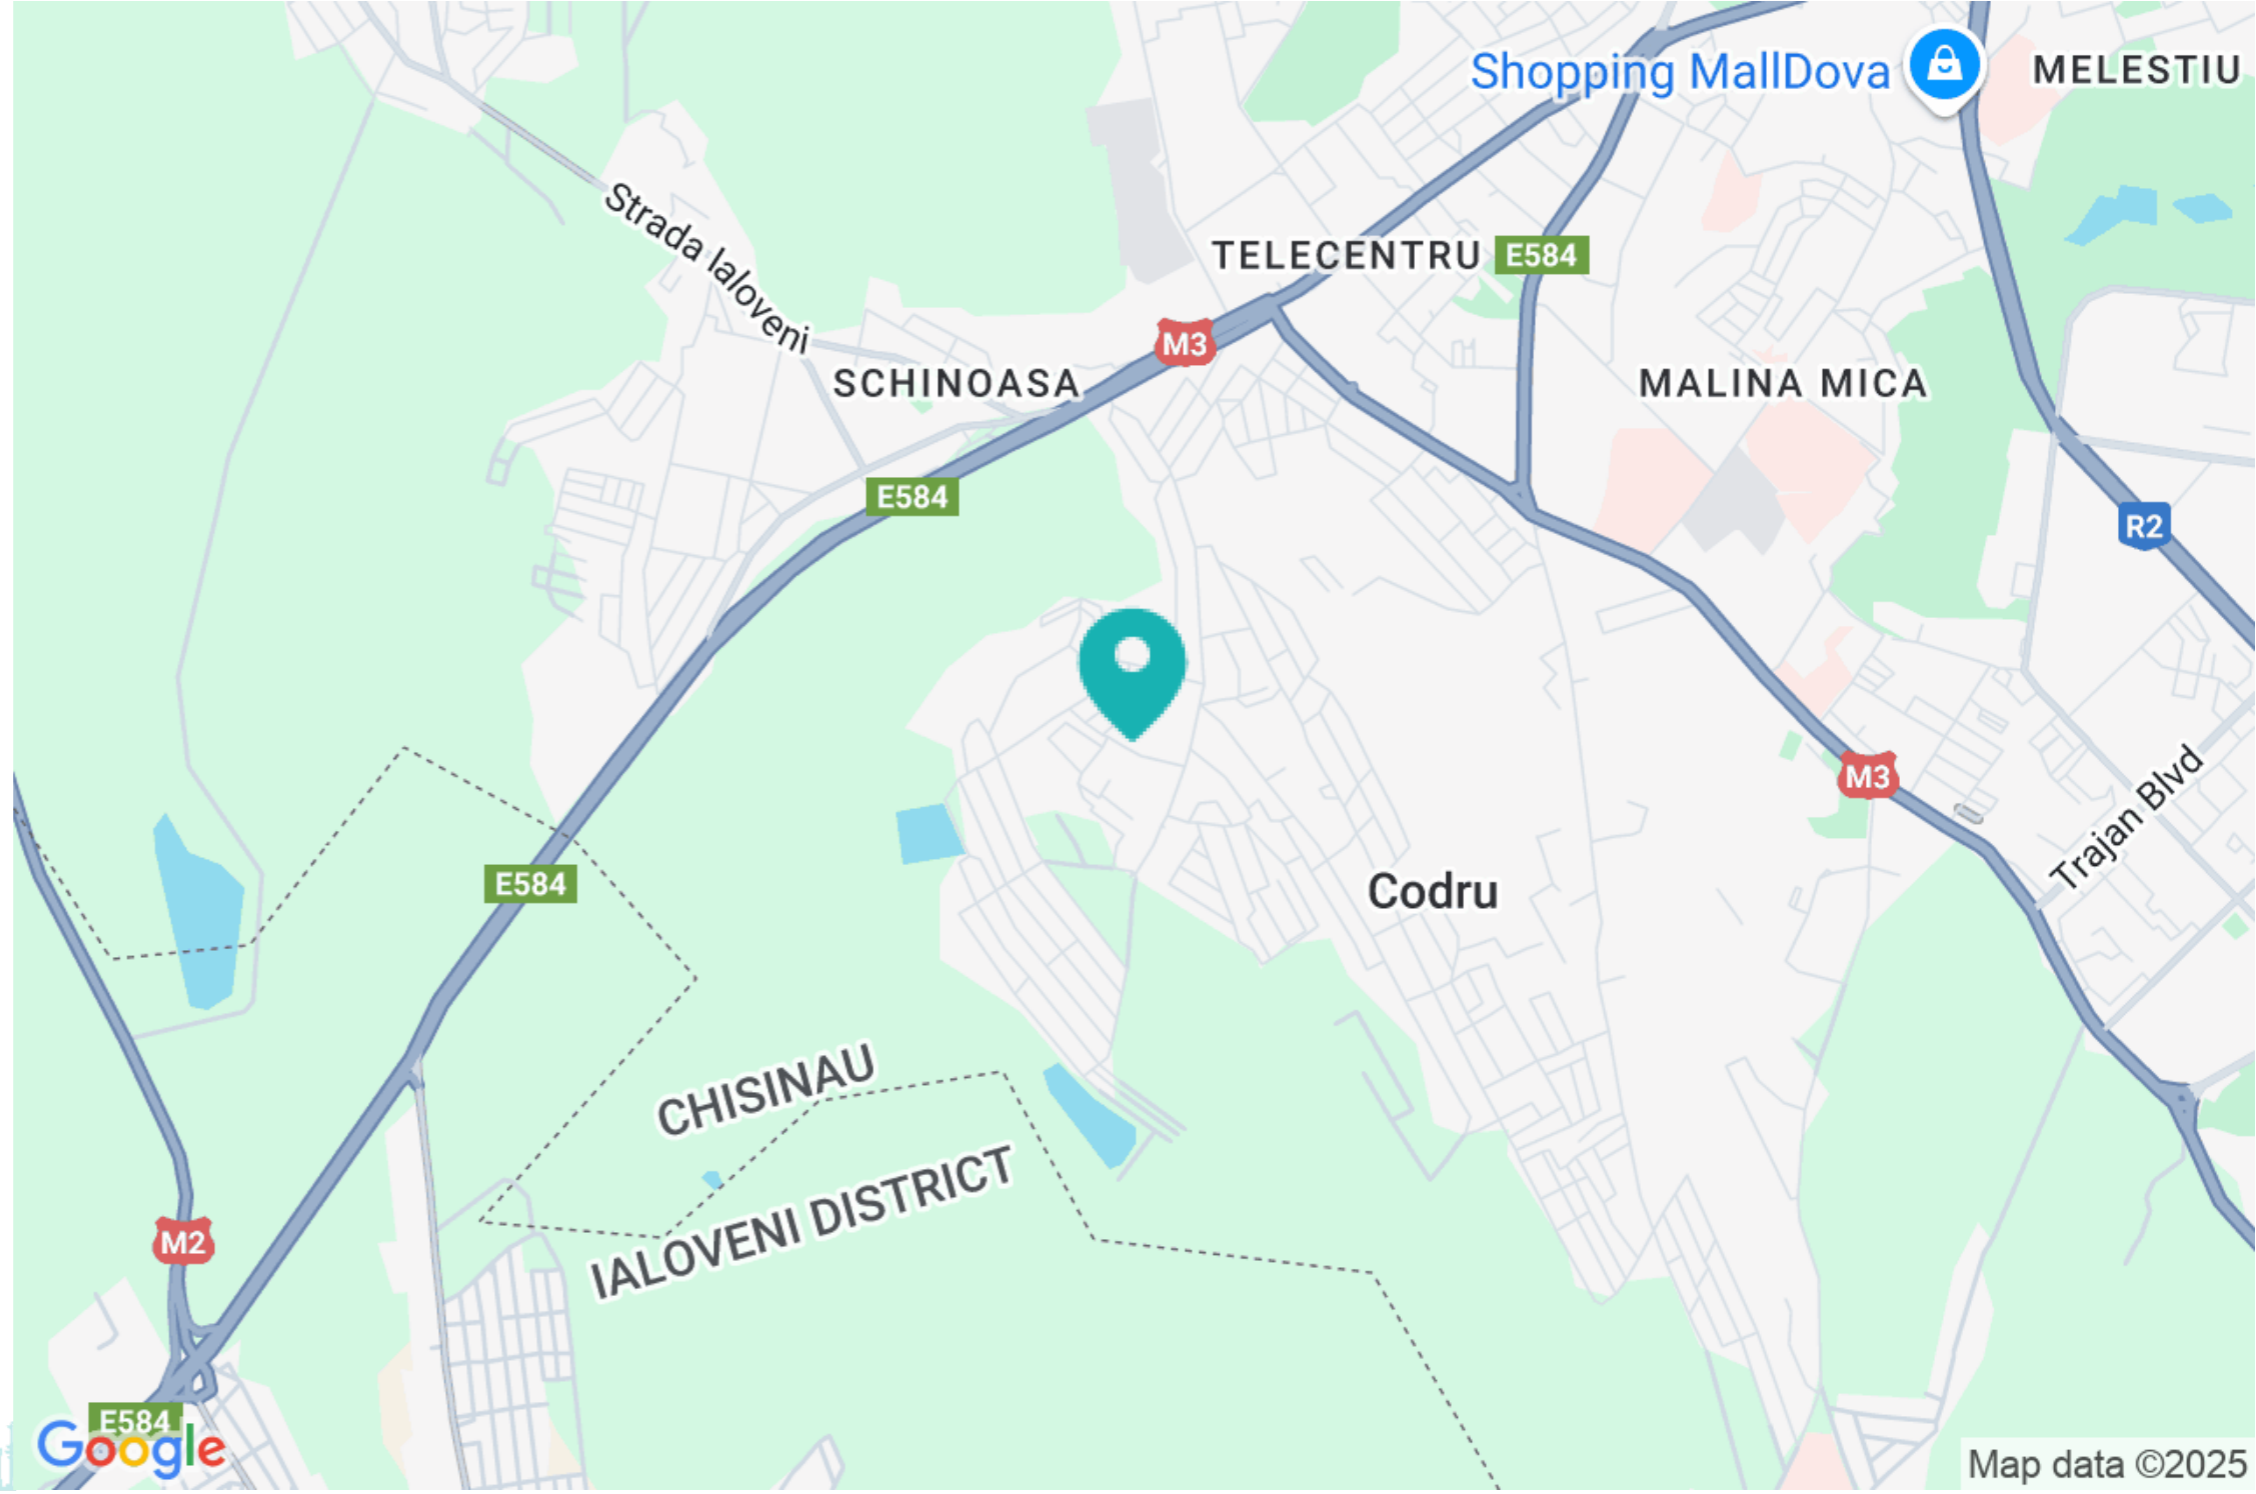 Shopping MallDova
MELESTIU
Strada Ialoveni
TELECENTRU
E584
M3
SCHINOASA
MALINA MICA
E584
R2
M3
Trajan Blvd
E584
Codru
CHISINAU
IALOVENI DISTRICT
M2
E584
Google
Map data ©2025